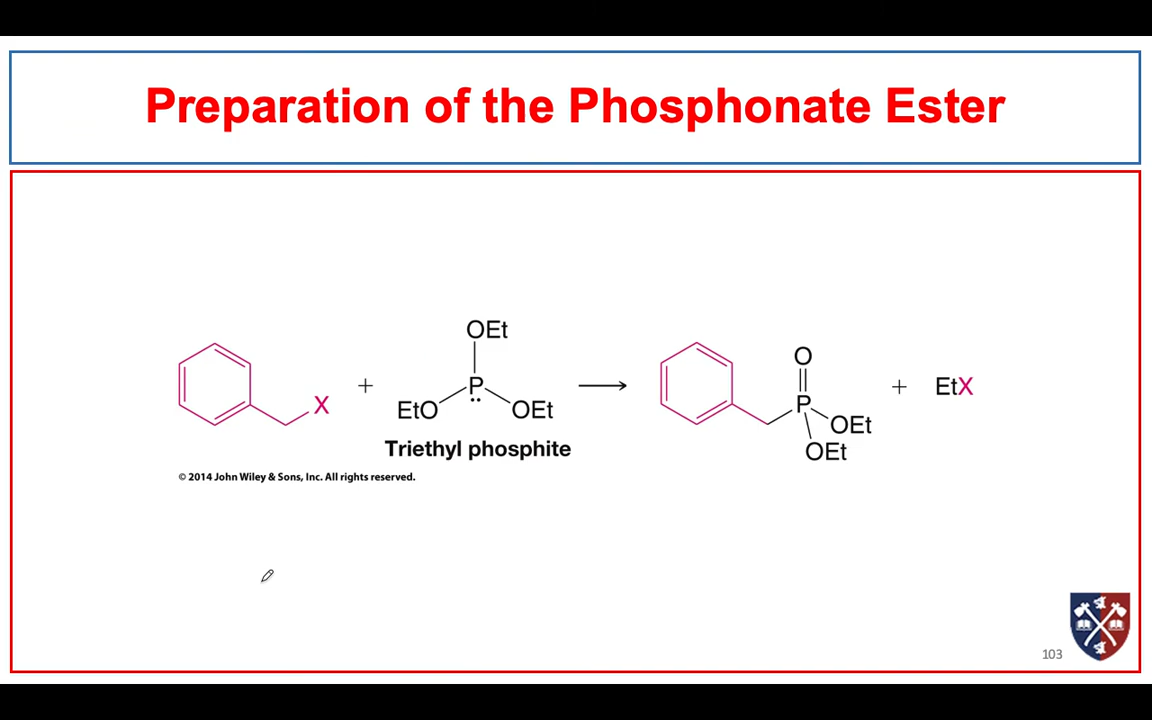 Preparation of the Phosphonate Ester
OEt
X
+
P
EtO
OEt
Triethyl phosphite
O
P
OEt
OEt
+
EtX
© 2014 John Wiley & Sons, Inc. All rights reserved.
103